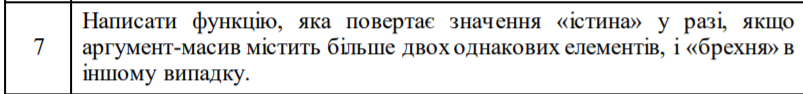 7
Написати функцію, яка повертає значення «істина» у разі, якщо
аргумент-масив містить більше двох однакових елементів, і «брехня» в
іншому випадку.